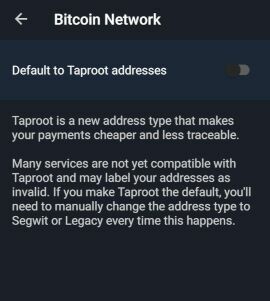 Bitcoin Network
Default to Taproot addresses
Taproot is a new address type that makes
your payments cheaper and less traceable.
Many services are not yet compatible with
Taproot and may label your addresses as
invalid. If you make Taproot the default, you'll
need to manually change the address type to
Segwit or Legacy every time this happens.